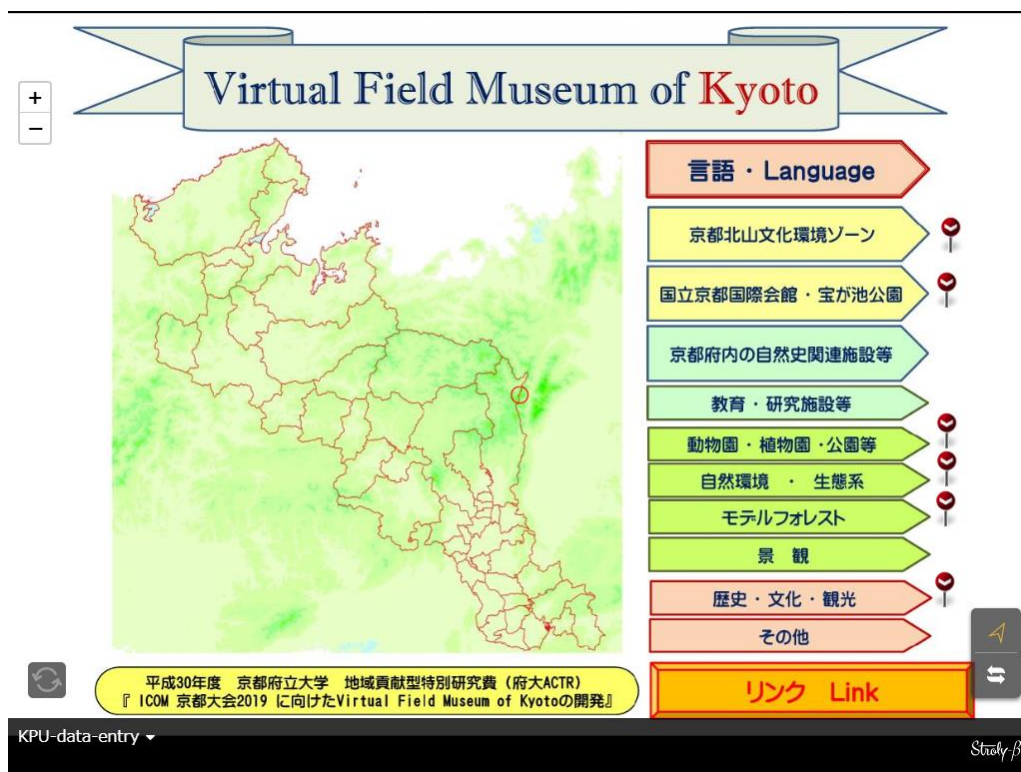 Virtual Field Museum of Kyoto
+
−
言語・Language
京都北山文化環境ゾーン
国立京都国際会館・宝が池公園
京都府内の自然史関連施設等
教育・研究施設等
動物園・植物園・公園等
自然環境 ・ 生態系
モデルフォレスト
景 観
歴史・文化・観光
その他
平成30年度 京都府立大学 地域貢献型特別研究費(府大ACTR)
『 ICOM 京都大会2019 に向けたVirtual Field Museum of Kyotoの開発』
リンク Link
KPU-data-entry
Stroly-β